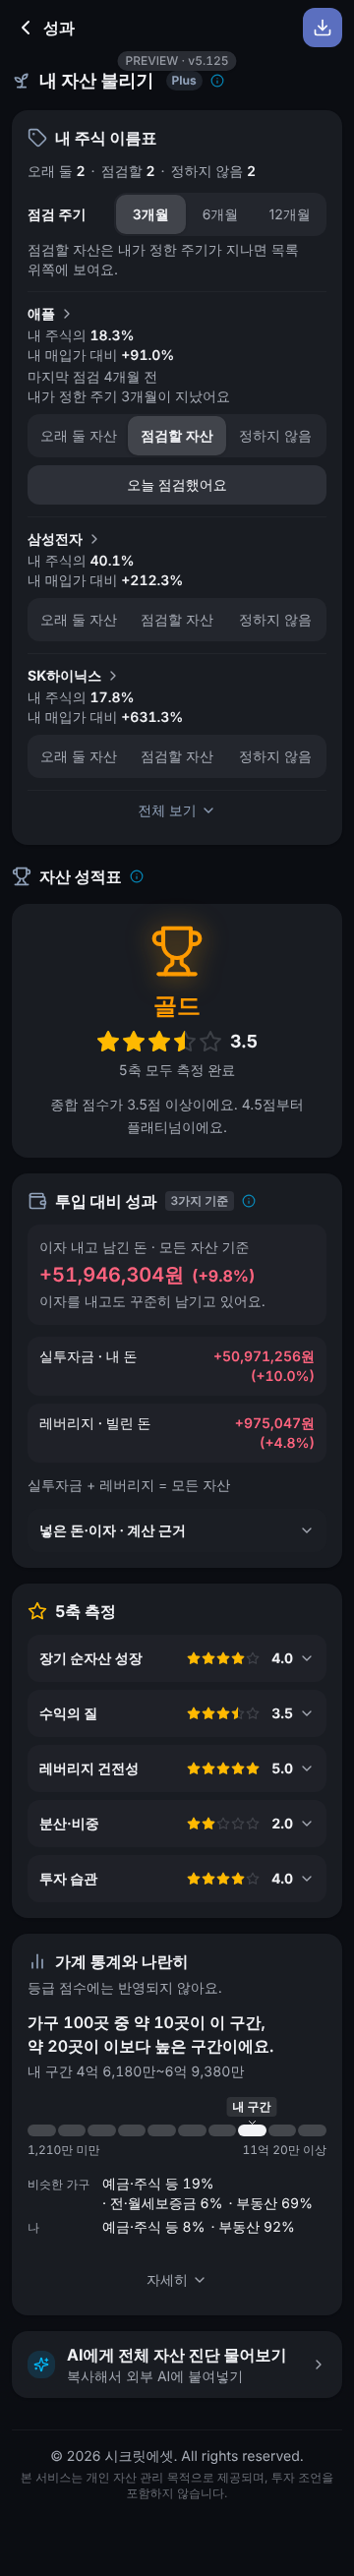 성과
PREVIEW · v5.125
내 자산 불리기 Plus
내 주식 이름표
오래 둘 2 · 점검할 2 · 정하지 않음 2
점검 주기 3개월 6개월 12개월
점검할 자산은 내가 정한 주기가 지나면 목록
위쪽에 보여요.
애플
내 주식의 18.3%
내 매입가 대비 +91.0%
마지막 점검 4개월 전
내가 정한 주기 3개월이 지났어요
오래 둘 자산 점검할 자산 정하지 않음
오늘 점검했어요
삼성전자
내 주식의 40.1%
내 매입가 대비 +212.3%
오래 둘 자산 점검할 자산 정하지 않음
SK하이닉스
내 주식의 17.8%
내 매입가 대비 +631.3%
오래 둘 자산 점검할 자산 정하지 않음
전체 보기
자산 성적표
골드
3.5
5축 모두 측정 완료
종합 점수가 3.5점 이상이에요. 4.5점부터
플래티넘이에요.
투입 대비 성과 3가지 기준
이자 내고 남긴 돈 · 모든 자산 기준
+51,946,304원 (+9.8%)
이자를 내고도 꾸준히 남기고 있어요.
실투자금 · 내 돈 +50,971,256원
(+10.0%)
레버리지 · 빌린 돈 +975,047원
(+4.8%)
실투자금 + 레버리지 = 모든 자산
넣은 돈·이자 · 계산 근거
5축 측정
장기 순자산 성장 4.0
수익의 질 3.5
레버리지 건전성 5.0
분산·비중 2.0
투자 습관 4.0
가계 통계와 나란히
등급 점수에는 반영되지 않아요.
가구 100곳 중 약 10곳이 이 구간,
약 20곳이 이보다 높은 구간이에요.
내 구간 4억 6,180만~6억 9,380만
내 구간
1,210만 미만 11억 20만 이상
비슷한 가구 예금·주식 등 19%
· 전·월세보증금 6% · 부동산 69%
나 예금·주식 등 8% · 부동산 92%
자세히
AI에게 전체 자산 진단 물어보기
복사해서 외부 AI에 붙여넣기
© 2026 시크릿에셋. All rights reserved.
본 서비스는 개인 자산 관리 목적으로 제공되며, 투자 조언을
포함하지 않습니다.